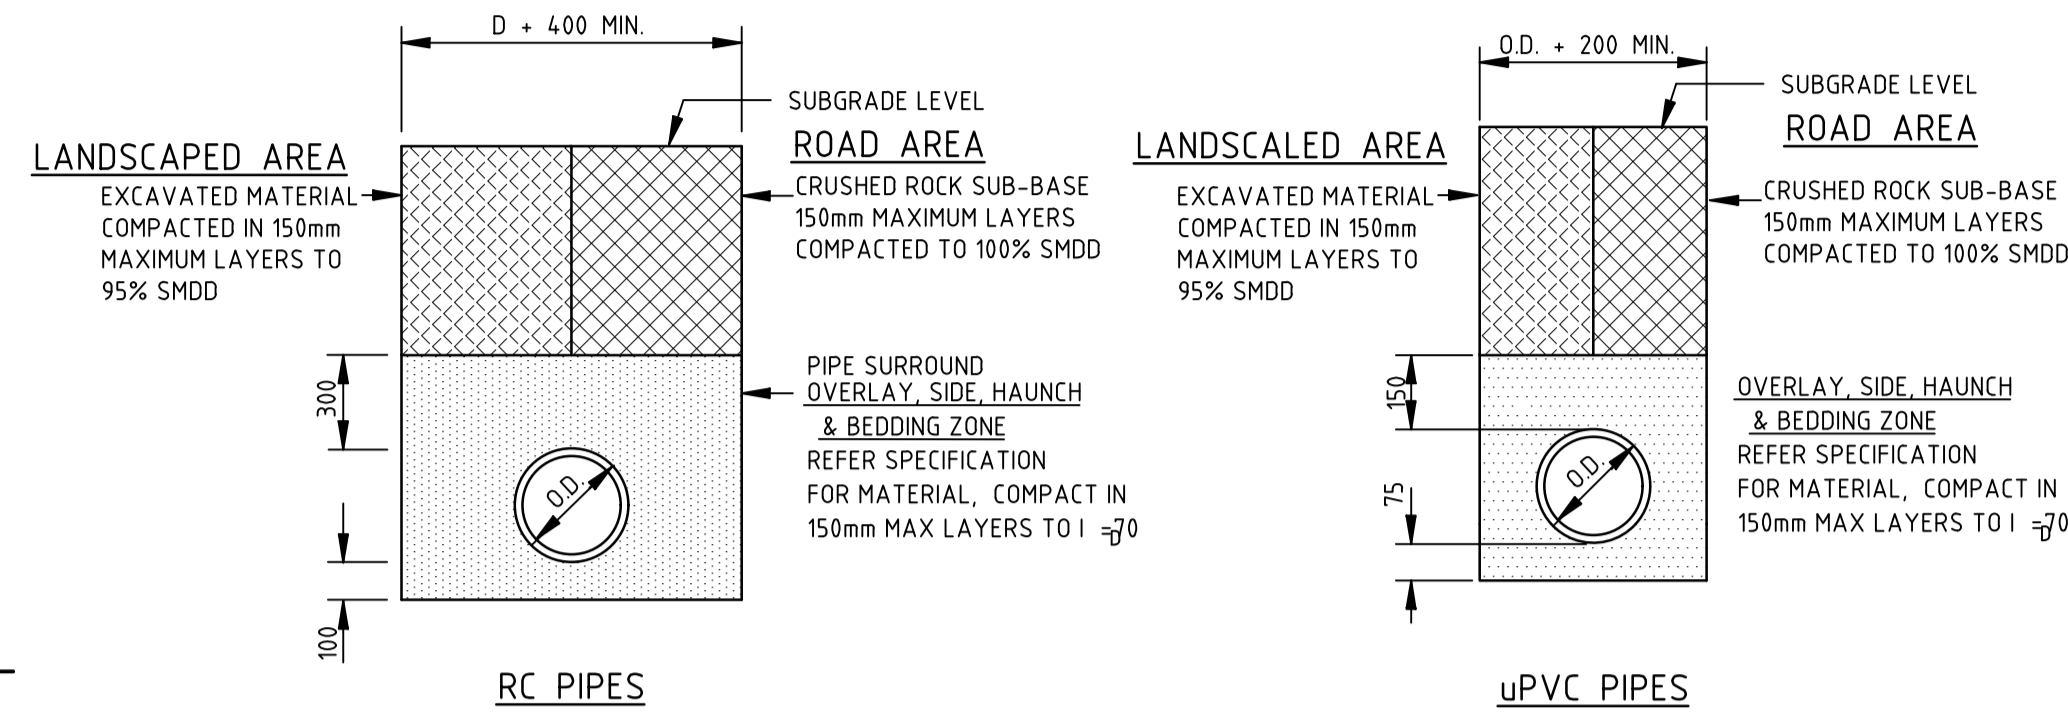 D + 400 MIN.
SUBGRADE LEVEL
LANDSCAPED AREA
EXCAVATED MATERIAL
COMPACTED IN 150mm
MAXIMUM LAYERS TO
95% SMDD
ROAD AREA
CRUSHED ROCK SUB-BASE
150mm MAXIMUM LAYERS
COMPACTED TO 100% SMDD
300
PIPE SURROUND
OVERLAY, SIDE, HAUNCH
& BEDDING ZONE
REFER SPECIFICATION
FOR MATERIAL, COMPACT IN
150mm MAX LAYERS TO I D =70
O.D.
100
RC PIPES
O.D. + 200 MIN.
SUBGRADE LEVEL
LANDSCALED AREA
EXCAVATED MATERIAL
COMPACTED IN 150mm
MAXIMUM LAYERS TO
95% SMDD
ROAD AREA
CRUSHED ROCK SUB-BASE
150mm MAXIMUM LAYERS
COMPACTED TO 100% SMDD
150
OVERLAY, SIDE, HAUNCH
& BEDDING ZONE
REFER SPECIFICATION
FOR MATERIAL, COMPACT IN
150mm MAX LAYERS TO I D =70
O.D.
75
uPVC PIPES